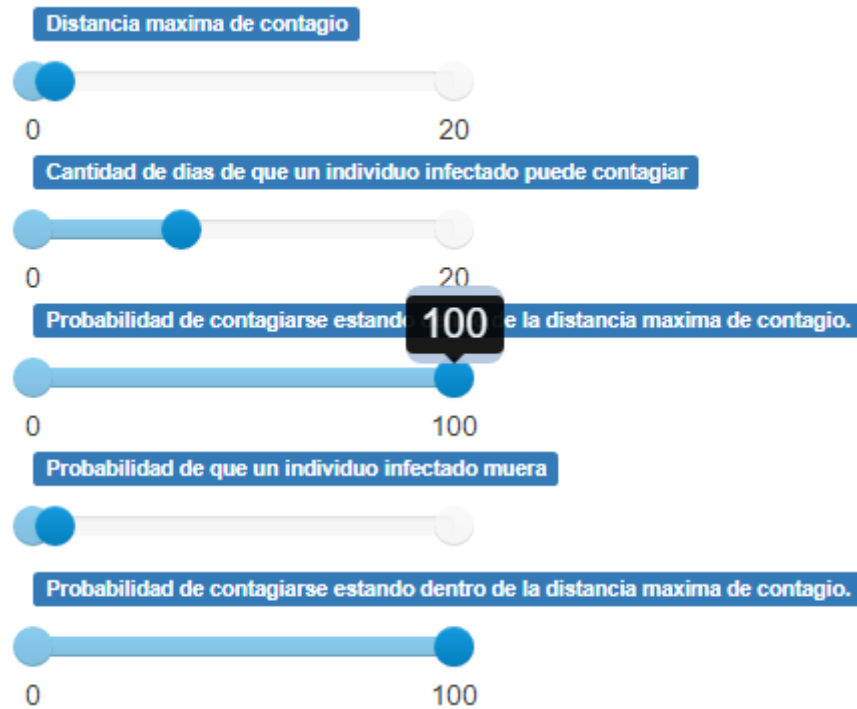 Distancia maxima de contagio
0 20
Cantidad de dias de que un individuo infectado puede contagiar
0 20
Probabilidad de contagiarse estando 100 e la distancia maxima de contagio.
0 100
Probabilidad de que un individuo infectado muera
Probabilidad de contagiarse estando dentro de la distancia maxima de contagio.
0 100